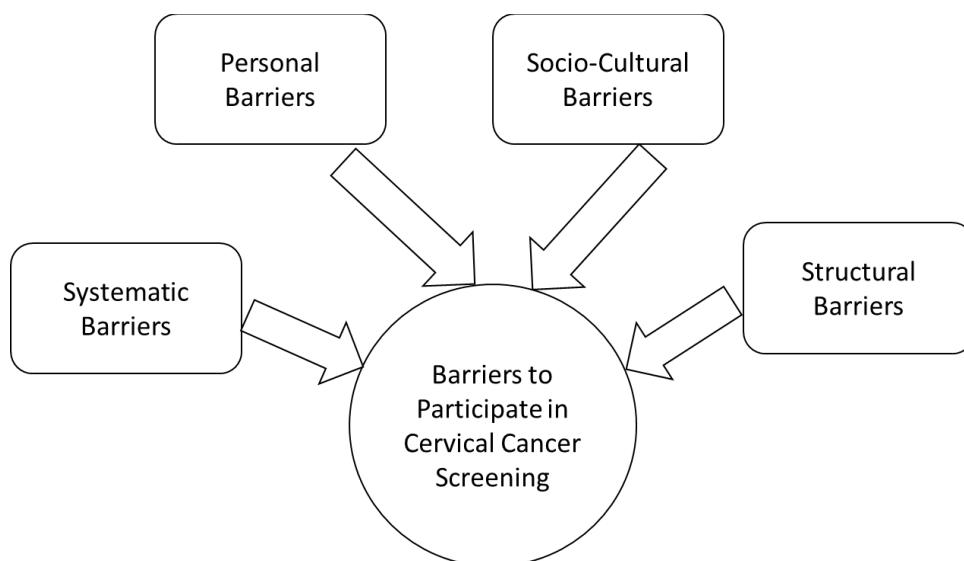 Personal
Barriers
Socio-Cultural
Barriers
Systematic
Barriers
Structural
Barriers
Barriers to
Participate in
Cervical Cancer
Screening